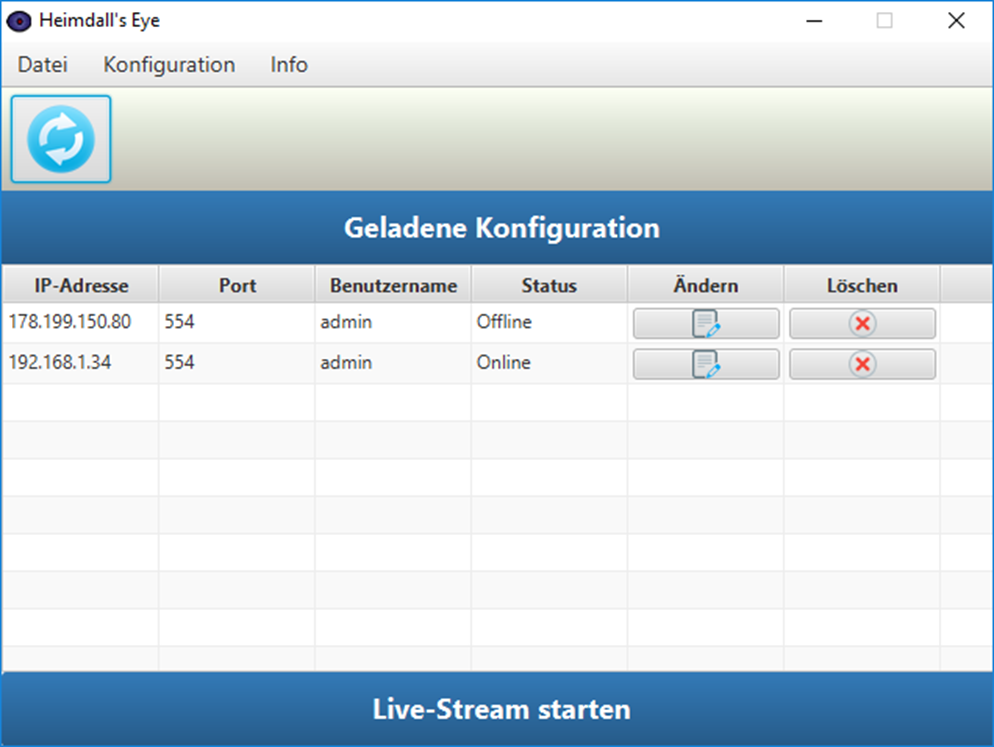 Heimdall's Eye
Datei Konfiguration Info
Geladene Konfiguration
IP-Adresse Port Benutzername Status Ändern Löschen
178.199.150.80 554 admin Offline
192.168.1.34 554 admin Online
Live-Stream starten